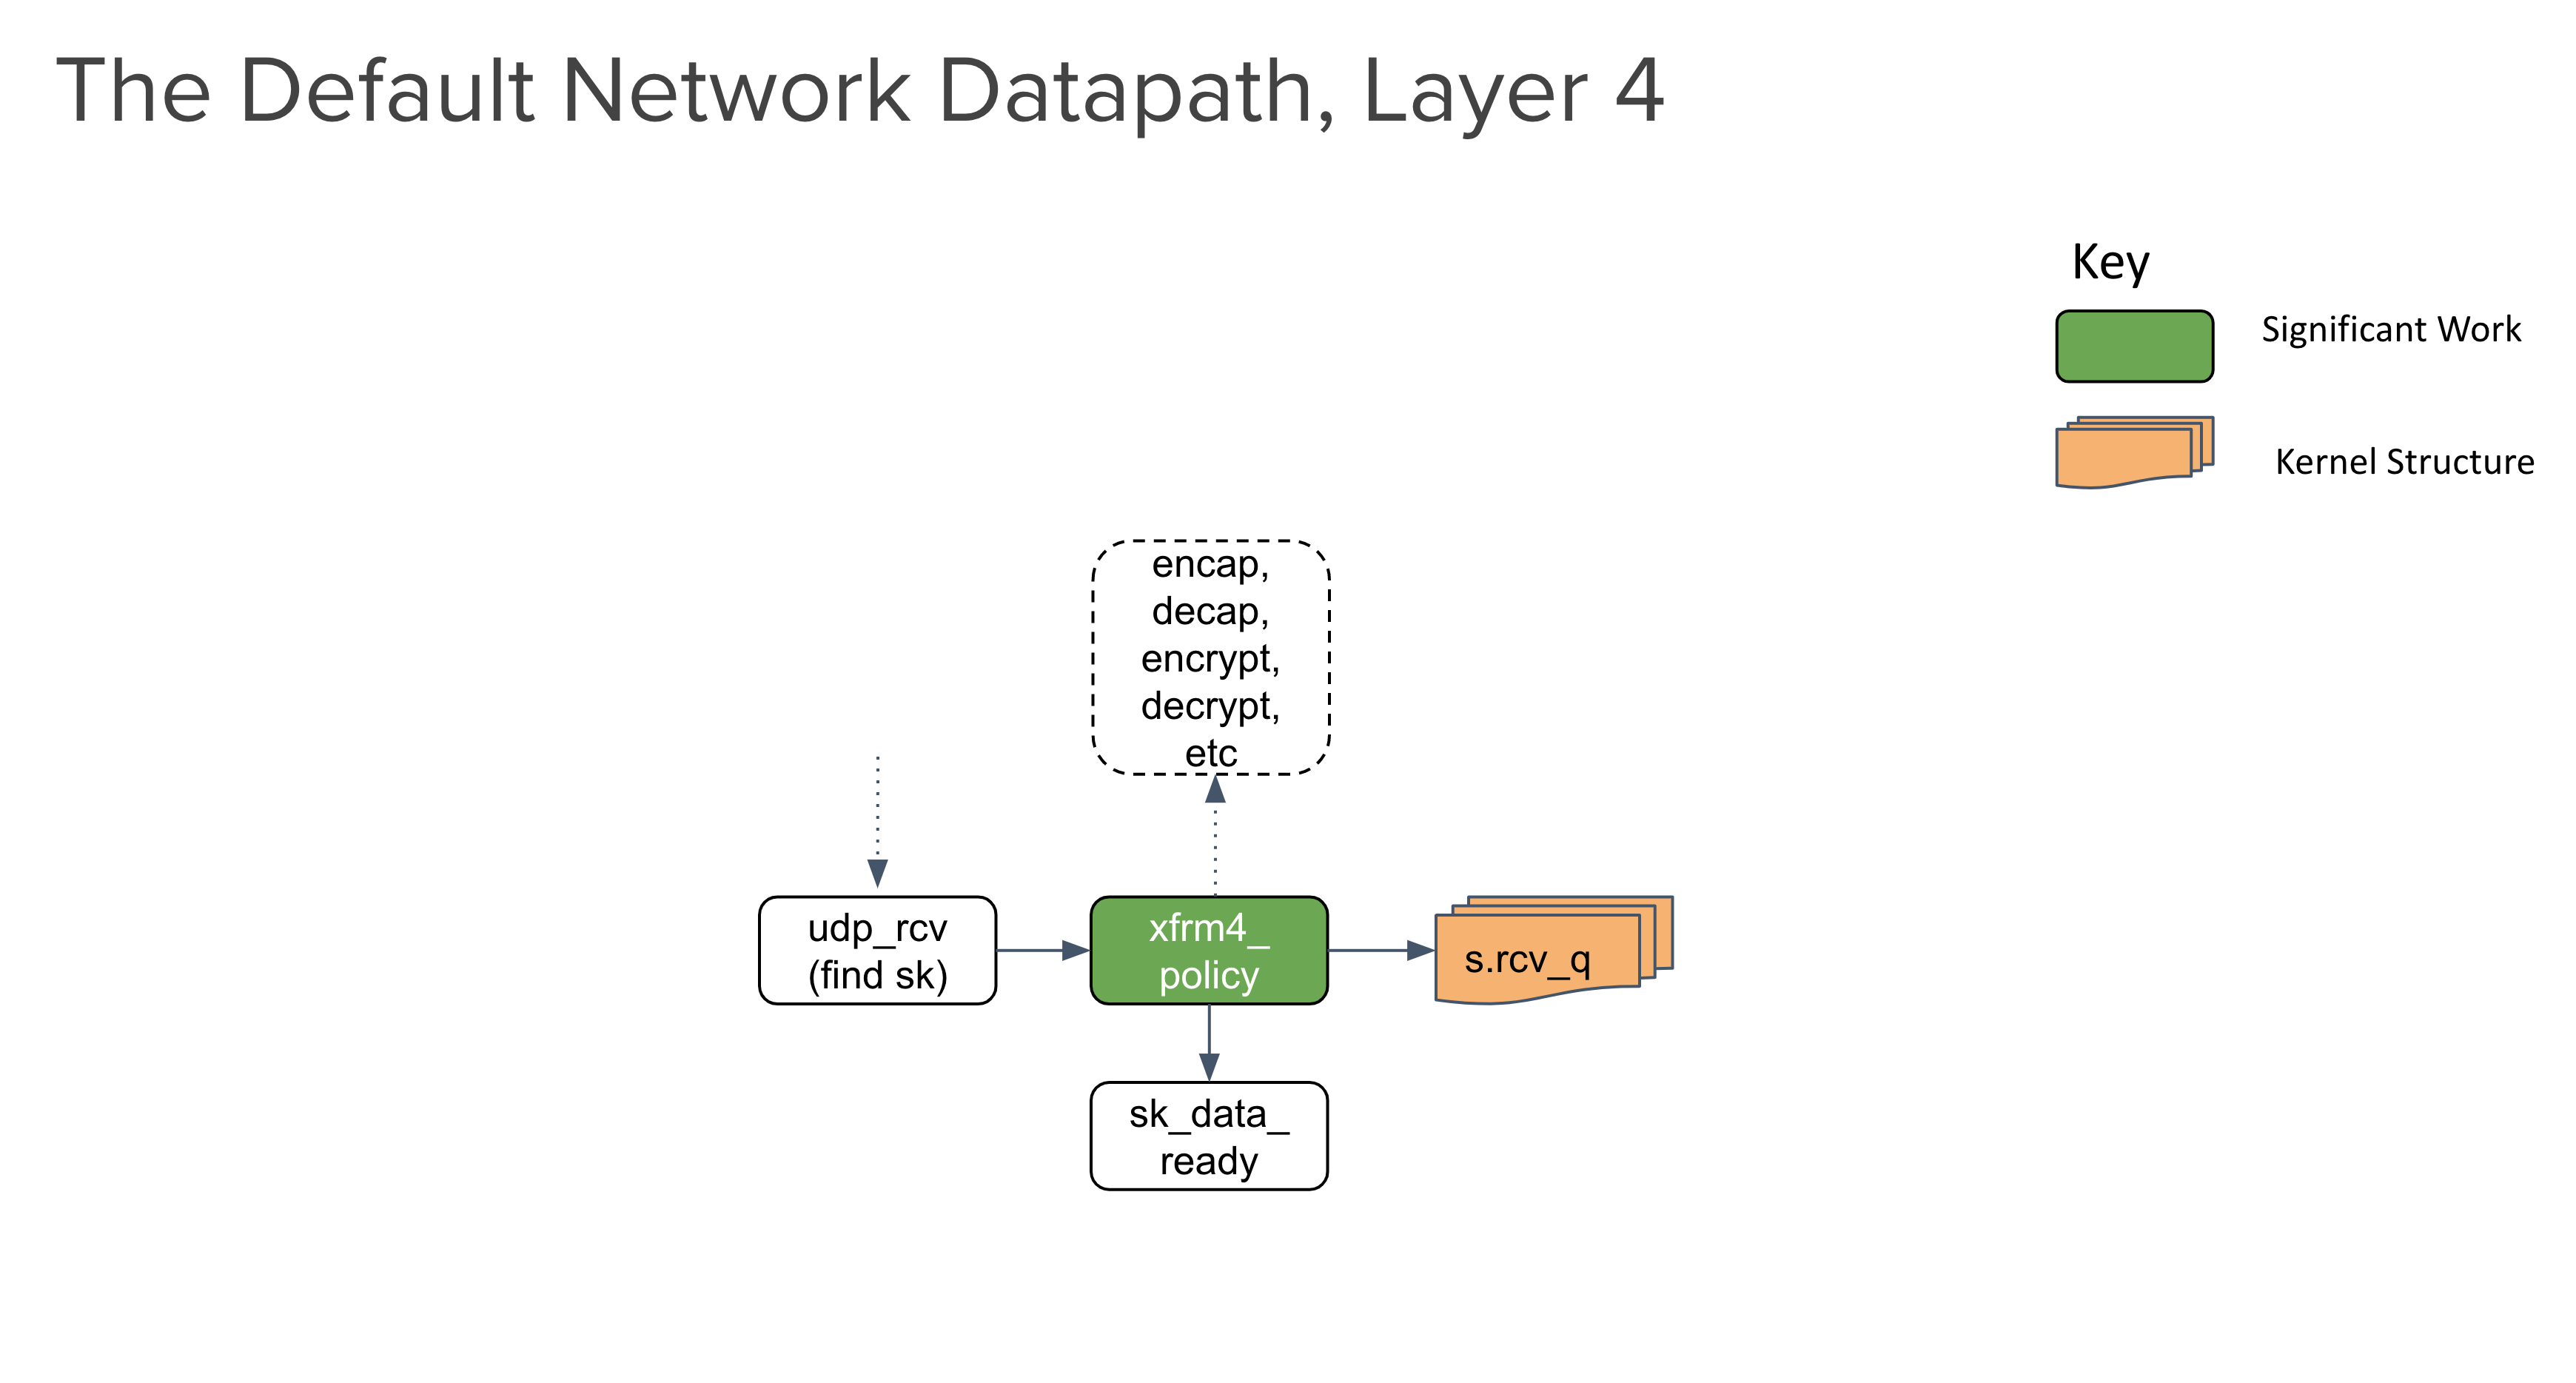 The Default Network Datapath, Layer 4
Key
Significant Work
Kernel Structure
encap,
decap,
encrypt,
decrypt,
etc
udp_rcv
(find sk)
xfrm4_
policy
s.rcv_q
sk_data_
ready